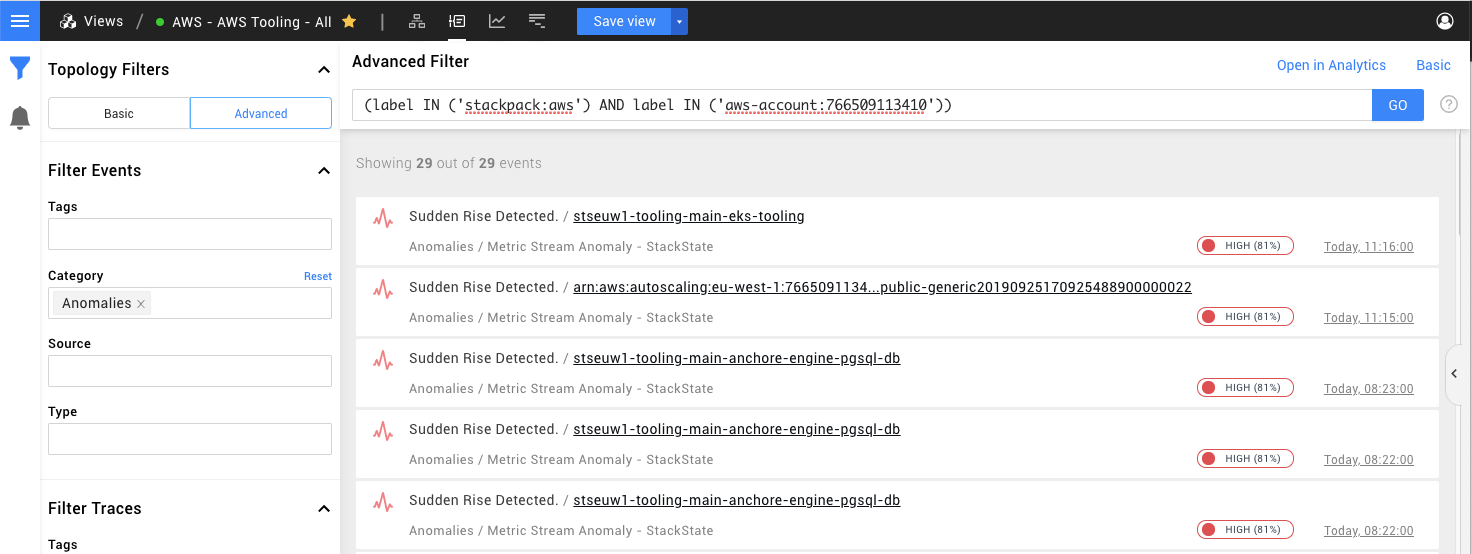 Views / AWS - AWS Tooling - All | Save view
Topology Filters
Basic Advanced
Filter Events
Tags
Category Reset
Anomalies ×
Source
Type
Filter Traces
Tags
Advanced Filter
Open in Analytics Basic
(label IN ('stackpack:aws') AND label IN ('aws-account:766509113410')) GO ?
Showing 29 out of 29 events
Sudden Rise Detected. / stseuw1-tooling-main-eks-tooling
Anomalies / Metric Stream Anomaly - StackState HIGH (81%) Today, 11:16:00
Sudden Rise Detected. / arn:aws:autoscaling:eu-west-1:7665091134...public-generic20190925170925488900000022
Anomalies / Metric Stream Anomaly - StackState HIGH (81%) Today, 11:15:00
Sudden Rise Detected. / stseuw1-tooling-main-anchore-engine-pgsql-db
Anomalies / Metric Stream Anomaly - StackState HIGH (81%) Today, 08:23:00
Sudden Rise Detected. / stseuw1-tooling-main-anchore-engine-pgsql-db
Anomalies / Metric Stream Anomaly - StackState HIGH (81%) Today, 08:22:00
Sudden Rise Detected. / stseuw1-tooling-main-anchore-engine-pgsql-db
Anomalies / Metric Stream Anomaly - StackState HIGH (81%) Today, 08:22:00